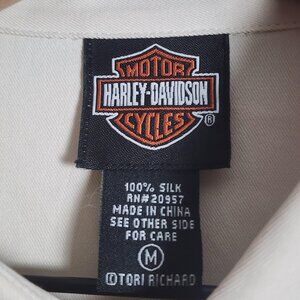 MOTOR
HARLEY-DAVIDSON
CYCLES
®
100% SILK
RN#20957
MADE IN CHINA
SEE OTHER SIDE
FOR CARE
M
©TORI RICHARD